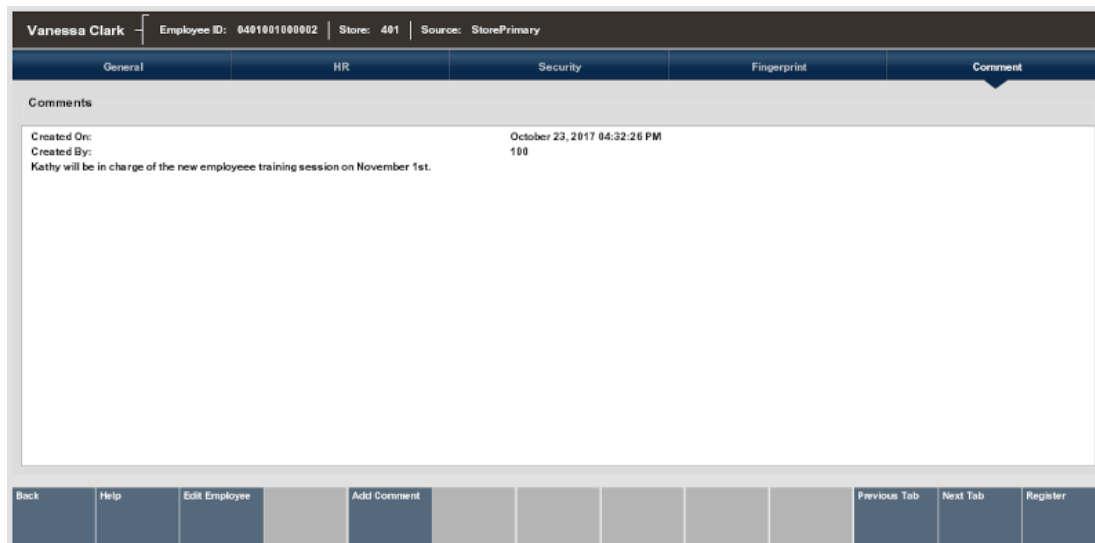 Vanessa Clark Employee ID: 0401001000002 Store: 401 Source: StorePrimary
General HR Security Fingerprint Comment
Comments
Created On: October 23, 2017 04:32:26 PM
Created By: 100
Kathy will be in charge of the new employeee training session on November 1st.
Back Help Edit Employee Add Comment Previous Tab Next Tab Register